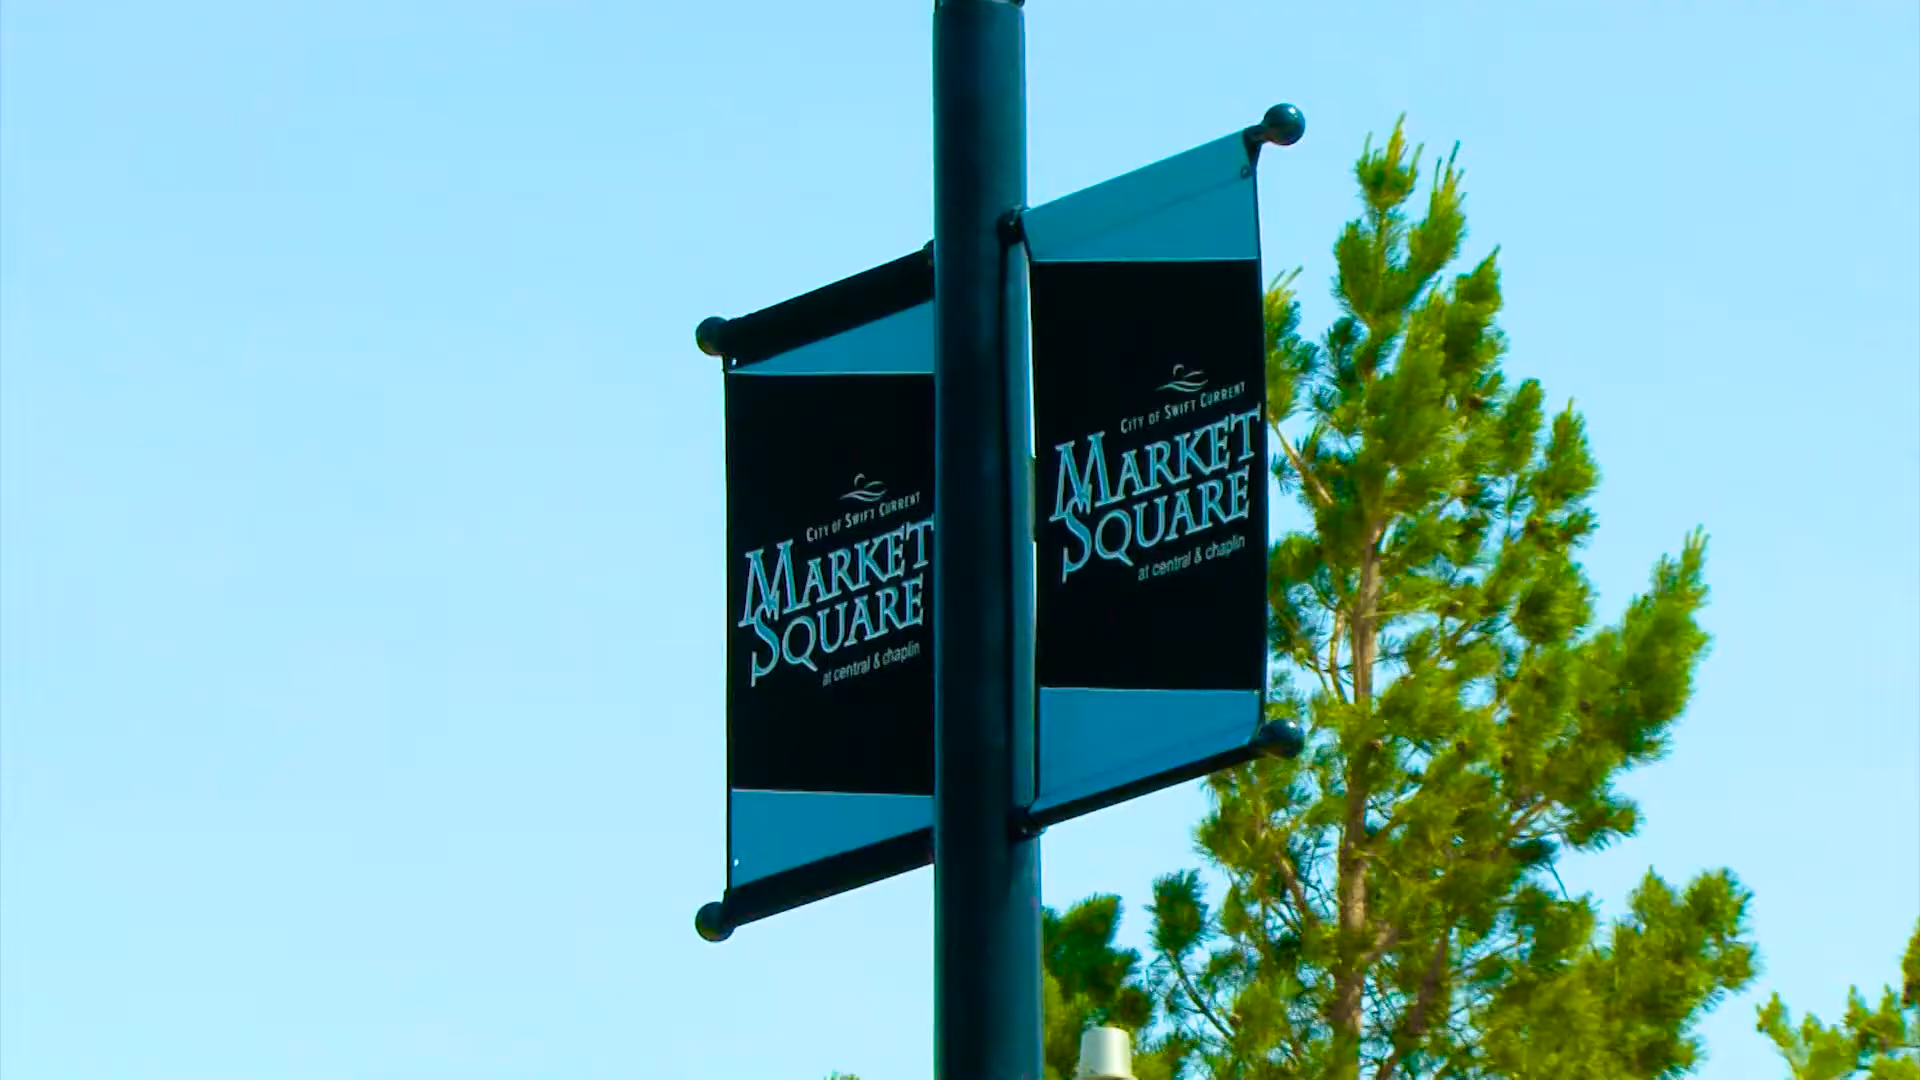 City of Swift Current
Market
Square
at central & chaplin
City of Swift Current
Market
Square
at central & chaplin